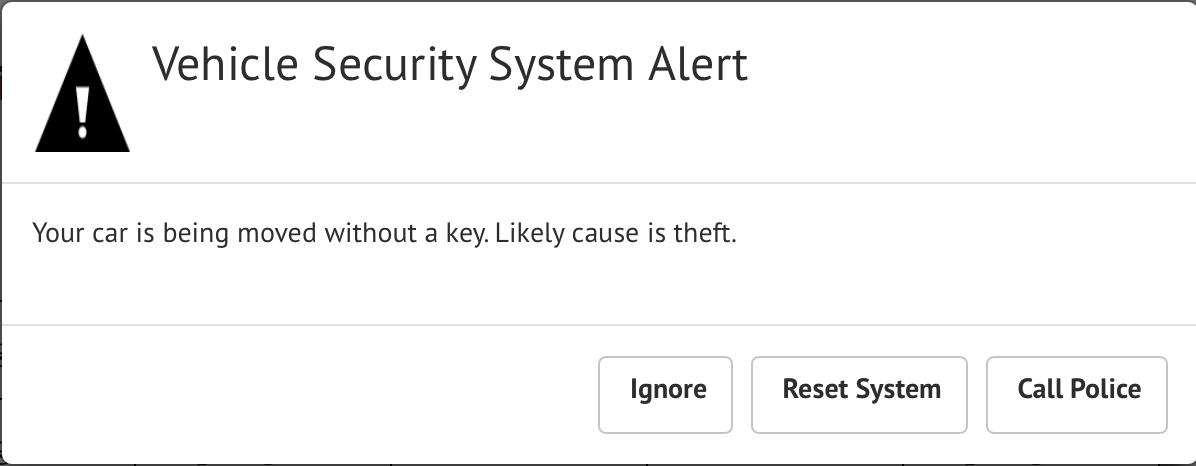 Vehicle Security System Alert
Your car is being moved without a key. Likely cause is theft.
Ignore
Reset System
Call Police